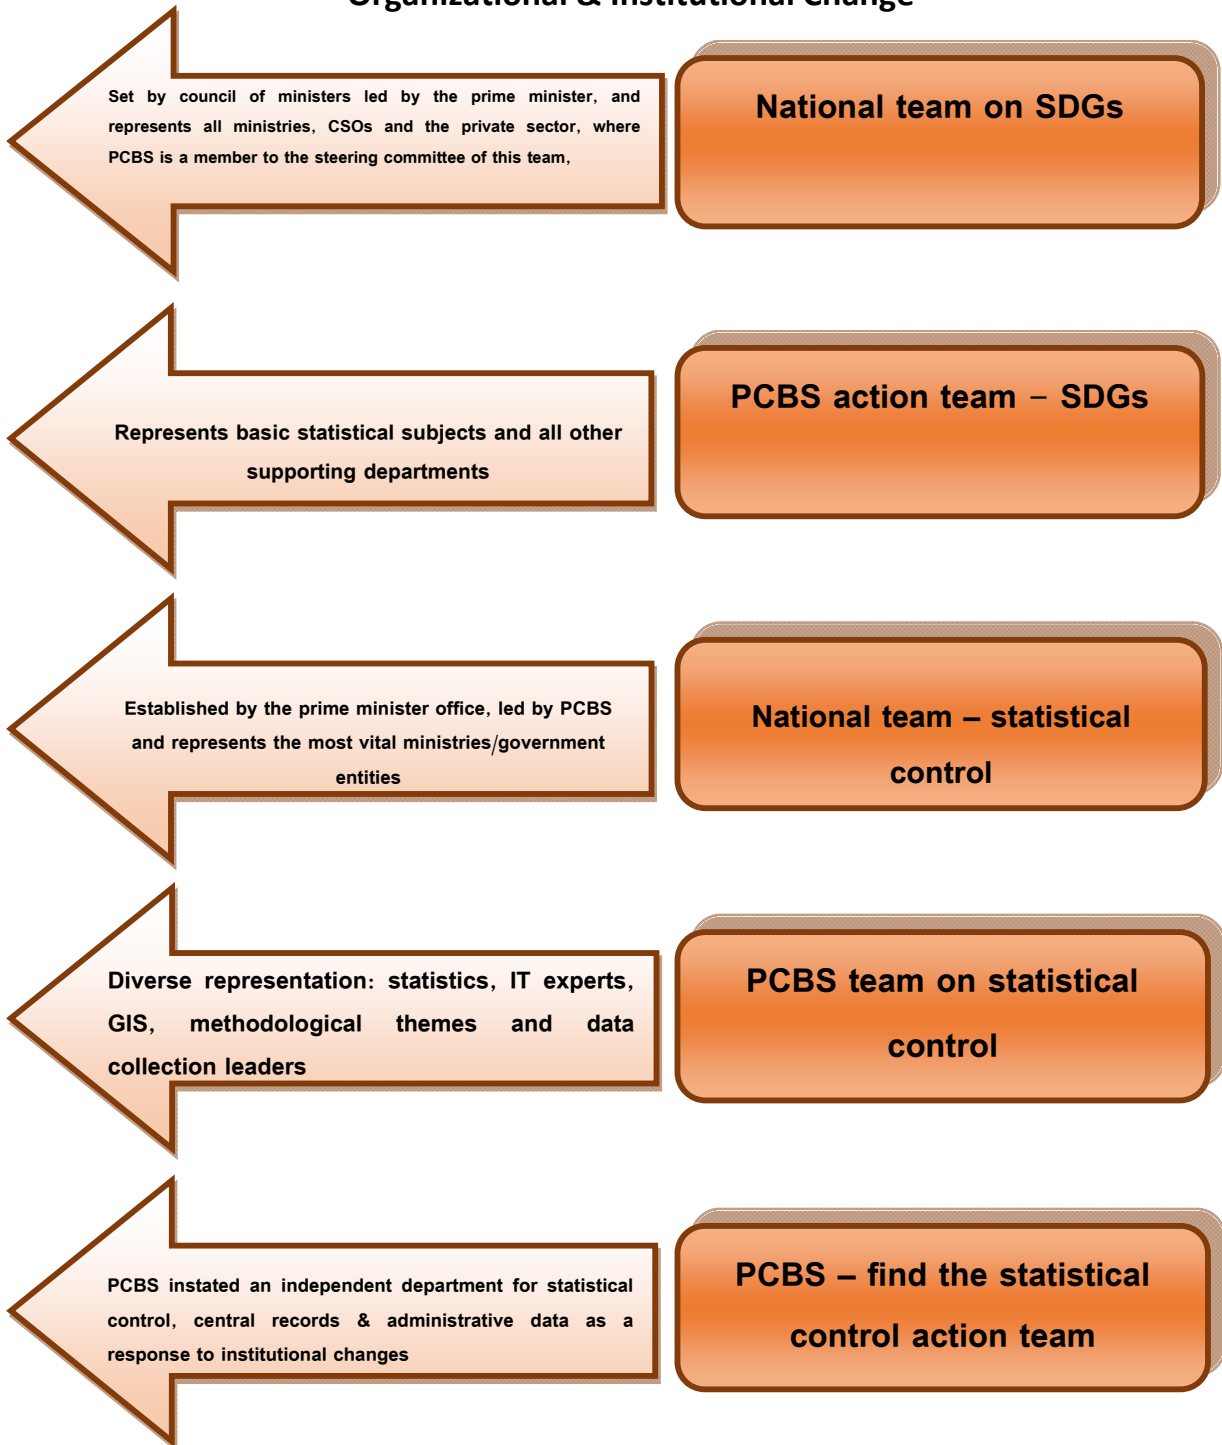 Organizational & Institutional Change
Set by council of ministers led by the prime minister, and
represents all ministries, CSOs and the private sector, where
PCBS is a member to the steering committee of this team,
National team on SDGs
Represents basic statistical subjects and all other
supporting departments
PCBS action team – SDGs
Established by the prime minister office, led by PCBS
and represents the most vital ministries/government
entities
National team – statistical
control
Diverse representation: statistics, IT experts,
GIS, methodological themes and data
collection leaders
PCBS team on statistical
control
PCBS instated an independent department for statistical
control, central records & administrative data as a
response to institutional changes
PCBS – find the statistical
control action team